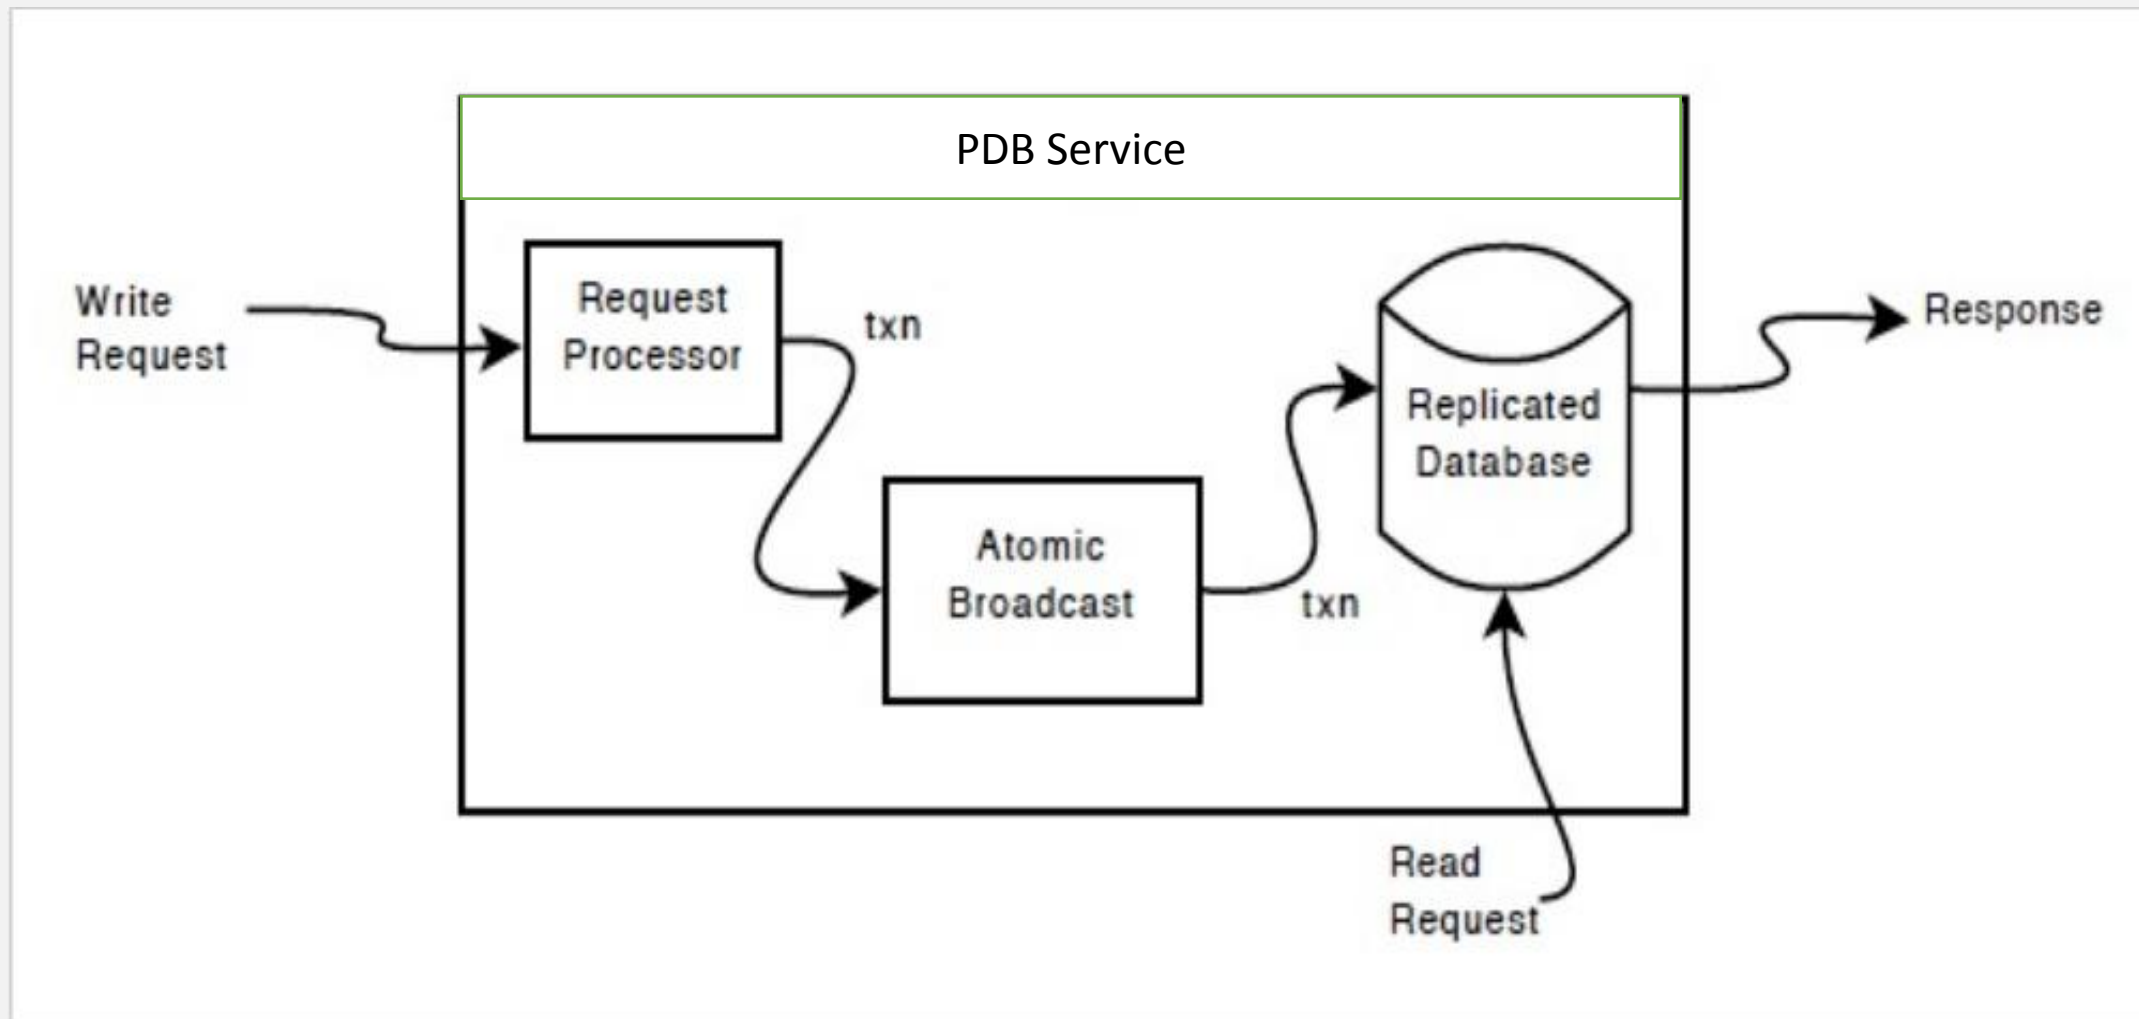 PDB Service
Write
Request
Request
Processor
txn
Atomic
Broadcast
txn
Replicated
Database
Response
Read
Request